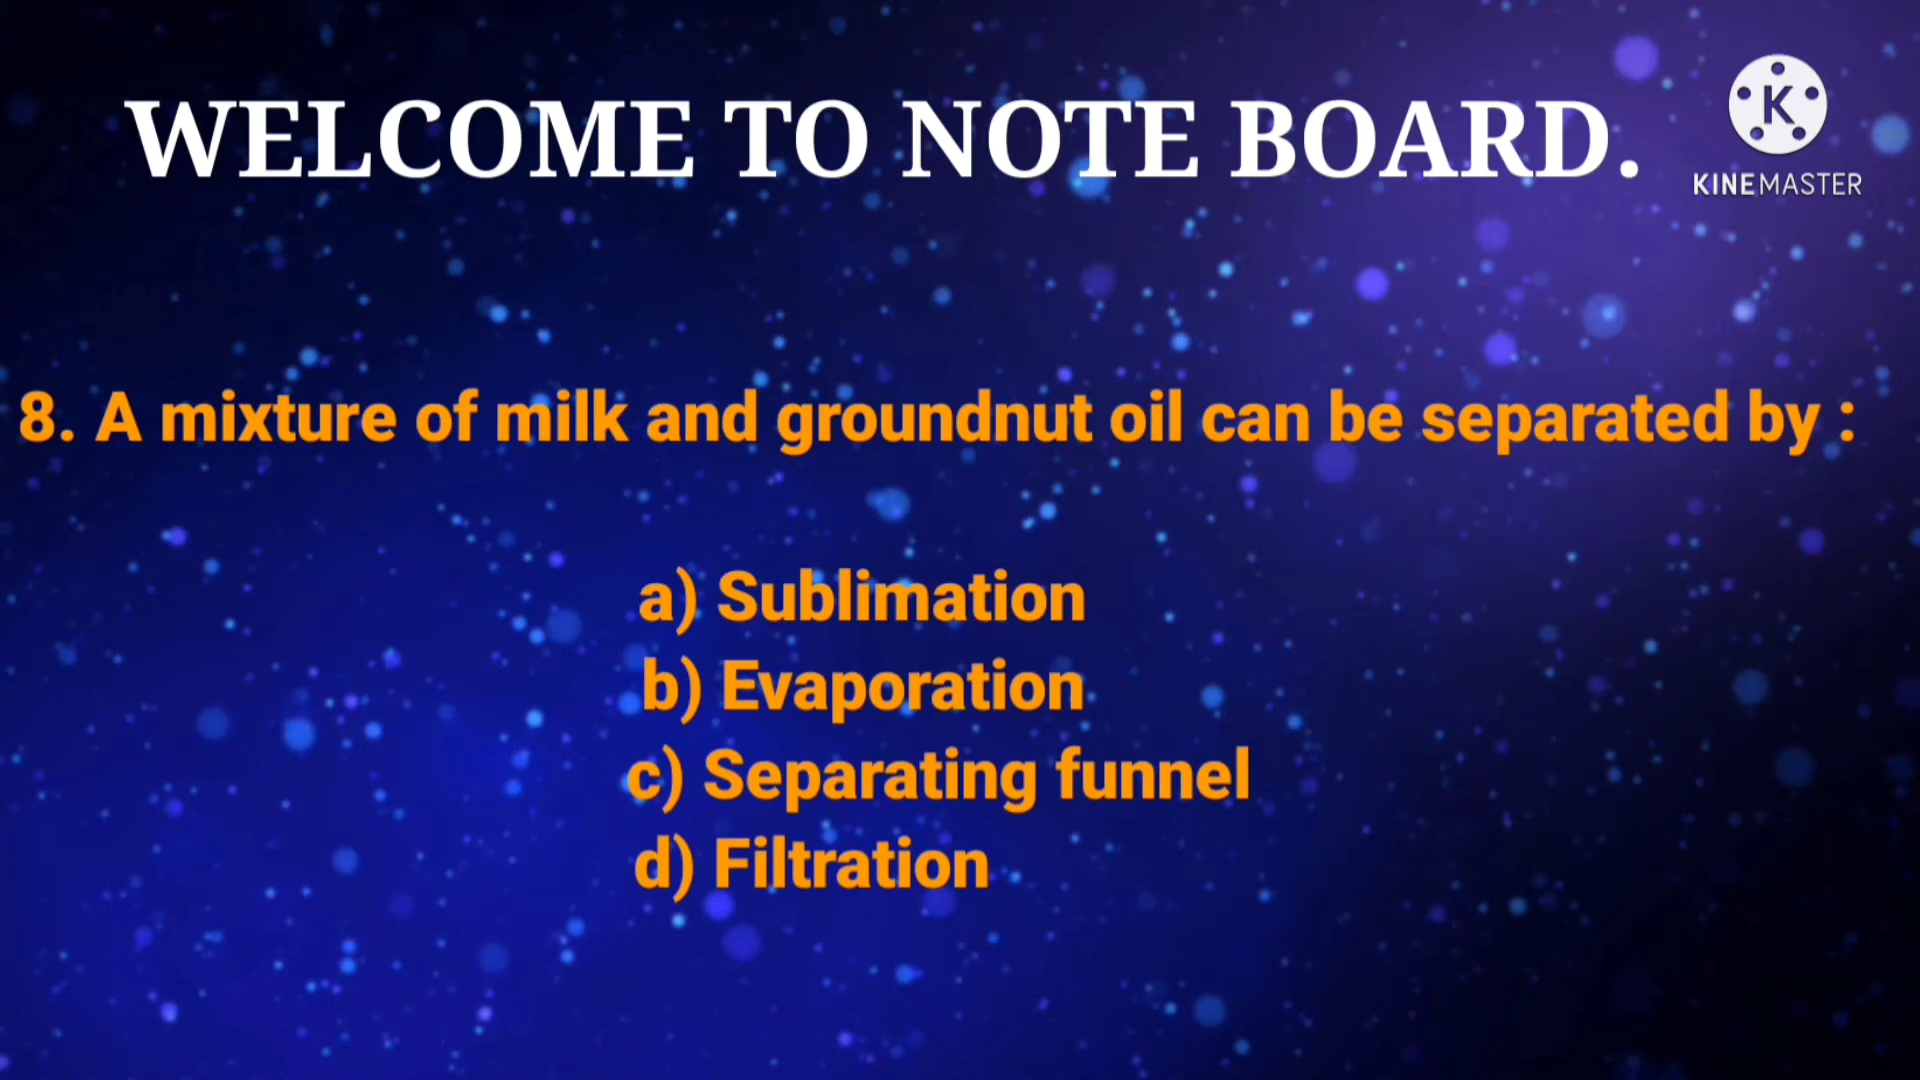 WELCOME TO NOTE BOARD.
KINEMASTER
8. A mixture of milk and groundnut oil can be separated by :
a) Sublimation
b) Evaporation
c) Separating funnel
d) Filtration